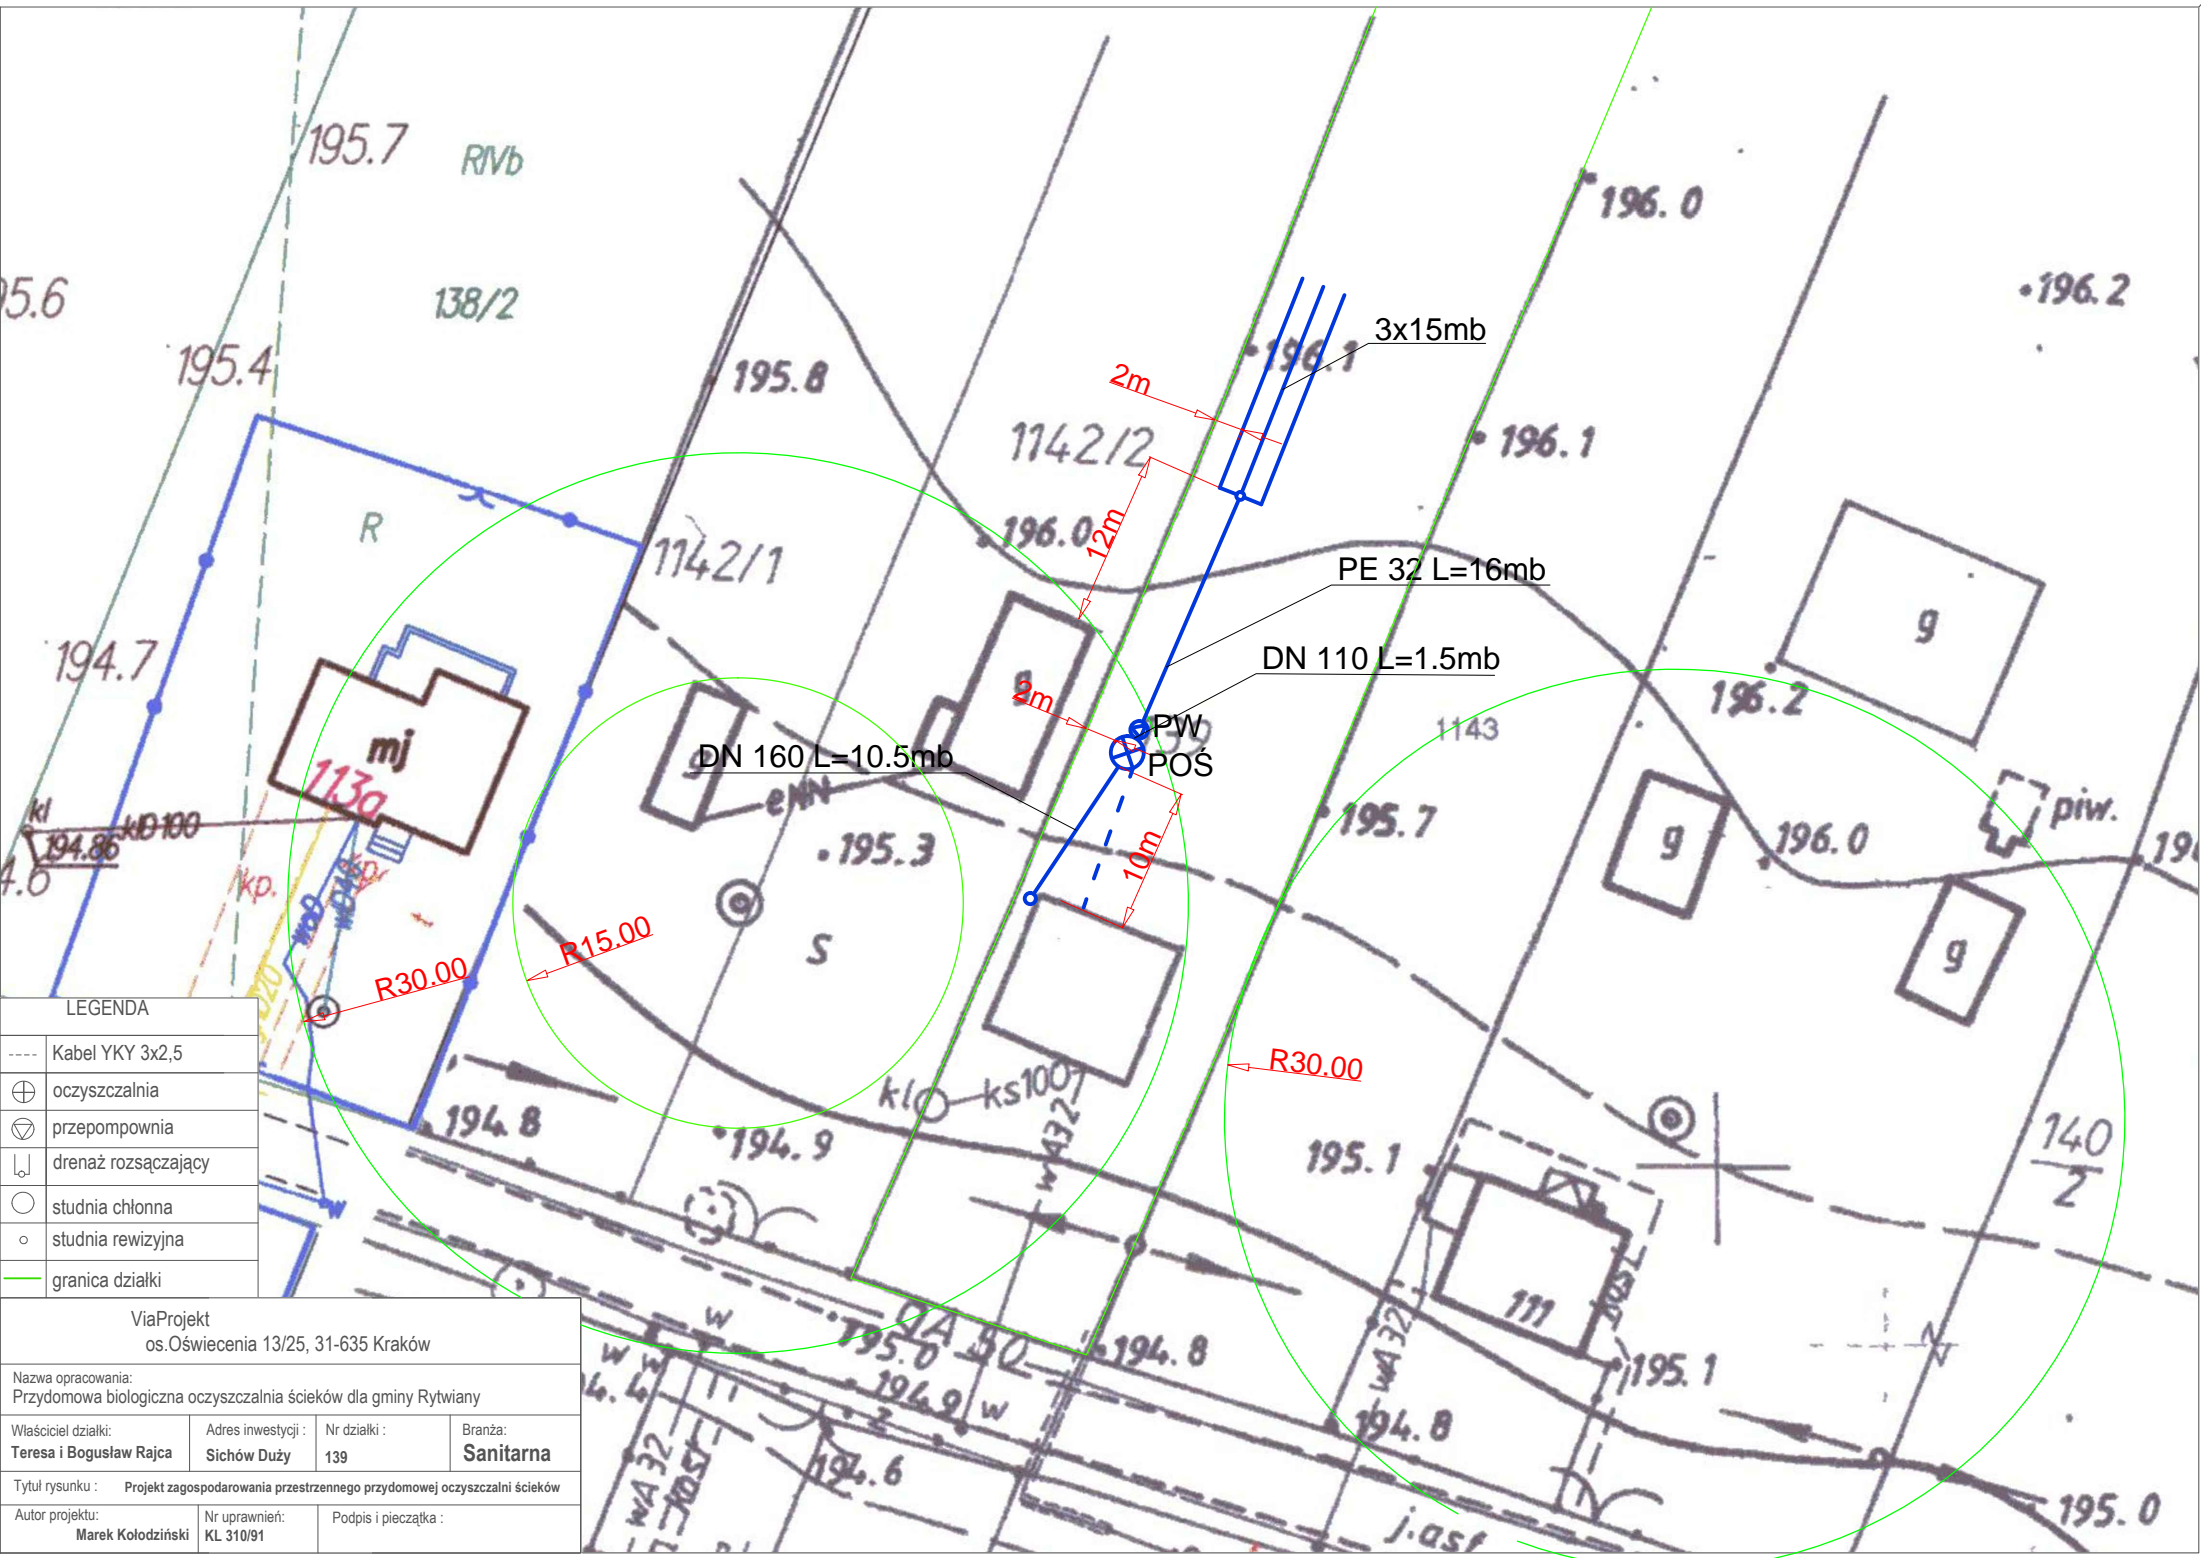 195.7
RIVb
196.0
196.2
95.6
138/2
195.4
195.8
196.1
3x15mb
2m
1142/2
196.1
R
196.0
12m
1142/1
PE 32 L=16mb
g
194.7
DN 110 L=1.5mb
g
2m
196.2
PW
1143
mj
DN 160 L=10.5mb
POŚ
g
113a
eNN
195.7
piw.
kl
klD100
194.86
195.3
10m
g
196.0
kp.
R15.00
S
g
R30.00
R30.00
kl
ks100
wA32
194.8
194.9
195.1
140
2
w
111
w
195.0
194.8
195.1
194.9
w
w
wA32
194.8
194.6
wA32
195.0
j.asf
LEGENDA
Kabel YKY 3x2,5
oczyszczalnia
przepompownia
drenaż rozsączający
studnia chłonna
studnia rewizyjna
granica działki
ViaProjekt
os.Oświecenia 13/25, 31-635 Kraków
Nazwa opracowania:
Przydomowa biologiczna oczyszczalnia ścieków dla gminy Rytwiany
Właściciel działki:
Teresa i Bogusław Rajca
Adres inwestycji :
Sichów Duży
Nr działki :
139
Branża:
Sanitarna
Tytuł rysunku : Projekt zagospodarowania przestrzennego przydomowej oczyszczalni ścieków
Autor projektu:
Marek Kołodziński
Nr uprawnień:
KL 310/91
Podpis i pieczątka :